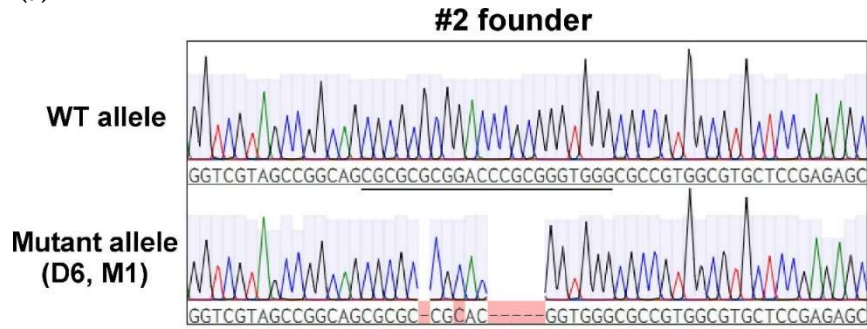 #2 founder
WT allele
GGTCGTAGCCGGCAGCGCGCGCGGACCCGCGGGTGGGCGCCGTGGCGTGCTCCGAGAGC
Mutant allele
(D6, M1)
GGTCGTAGCCGGCAGCGCGC-CGCAC-----GGTGGGCGCCGTGGCGTGCTCCGAGAGC